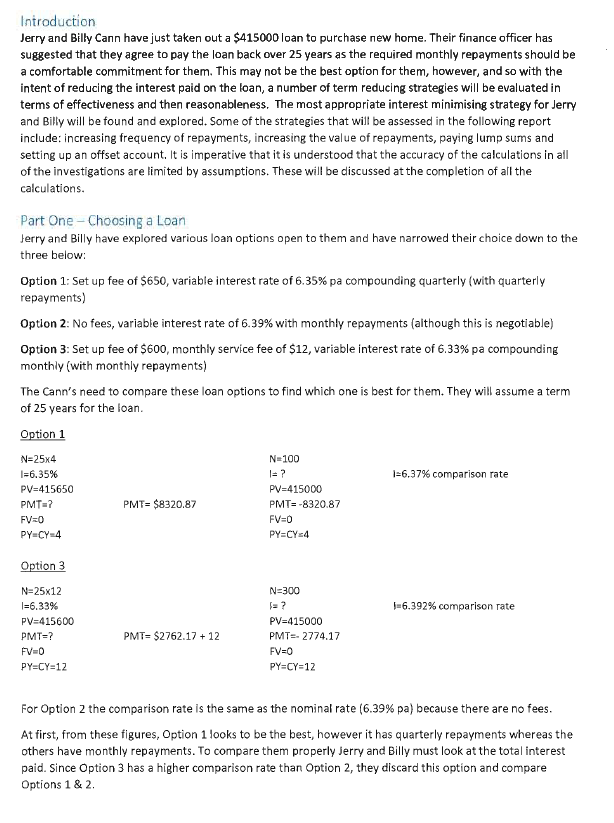 Introduction
Jerry and Billy Cann have just taken out a $415000 loan to purchase new home. Their finance officer has
suggested that they agree to pay the loan back over 25 years as the required monthly repayments should be
a comfortable commitment for them. This may not be the best option for them, however, and so with the
intent of reducing the interest paid on the loan, a number of term reducing strategies will be evaluated in
terms of effectiveness and then reasonableness. The most appropriate interest minimising strategy for Jerry
and Billy will be found and explored. Some of the strategies that will be assessed in the following report
include: increasing frequency of repayments, increasing the value of repayments, paying lump sums and
setting up an offset account. It is imperative that it is understood that the accuracy of the calculations in all
of the investigations are limited by assumptions. These will be discussed at the completion of all the
calculations.
Part One – Choosing a Loan
Jerry and Billy have explored various loan options open to them and have narrowed their choice down to the
three below:
Option 1: Set up fee of $650, variable interest rate of 6.35% pa compounding quarterly (with quarterly
repayments)
Option 2: No fees, variable interest rate of 6.39% with monthly repayments (although this is negotiable)
Option 3: Set up fee of $600, monthly service fee of $12, variable interest rate of 6.33% pa compounding
monthly (with monthly repayments)
The Cann's need to compare these loan options to find which one is best for them. They will assume a term
of 25 years for the loan.
Option 1
N=25x4 N=100
I=6.35% I= ? I=6.37% comparison rate
PV=415650 PV=415000
PMT=? PMT= $8320.87 PMT= -8320.87
FV=0 FV=0
PY=CY=4 PY=CY=4
Option 3
N=25x12 N=300
I=6.33% I= ? I=6.392% comparison rate
PV=415600 PV=415000
PMT=? PMT= $2762.17 + 12 PMT=- 2774.17
FV=0 FV=0
PY=CY=12 PY=CY=12
For Option 2 the comparison rate is the same as the nominal rate (6.39% pa) because there are no fees.
At first, from these figures, Option 1 looks to be the best, however it has quarterly repayments whereas the
others have monthly repayments. To compare them properly Jerry and Billy must look at the total interest
paid. Since Option 3 has a higher comparison rate than Option 2, they discard this option and compare
Options 1 & 2.